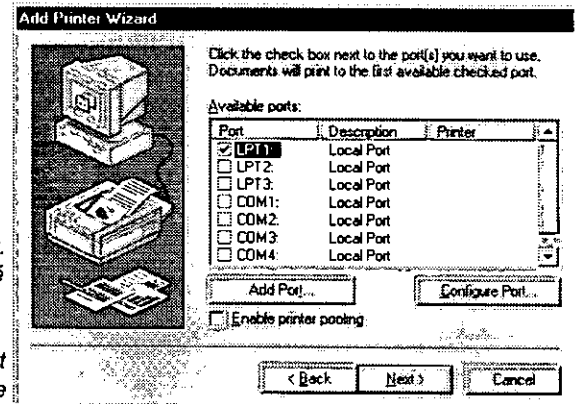 Add Printer Wizard
Click the check box next to the port(s) you want to use.
Documents will print to the first available checked port.
Available ports:
Port Description Printer
LPT1: Local Port
LPT2: Local Port
LPT3: Local Port
COM1: Local Port
COM2: Local Port
COM3: Local Port
COM4: Local Port
Add Port... Configure Port...
Enable printer pooling
< Back Next > Cancel